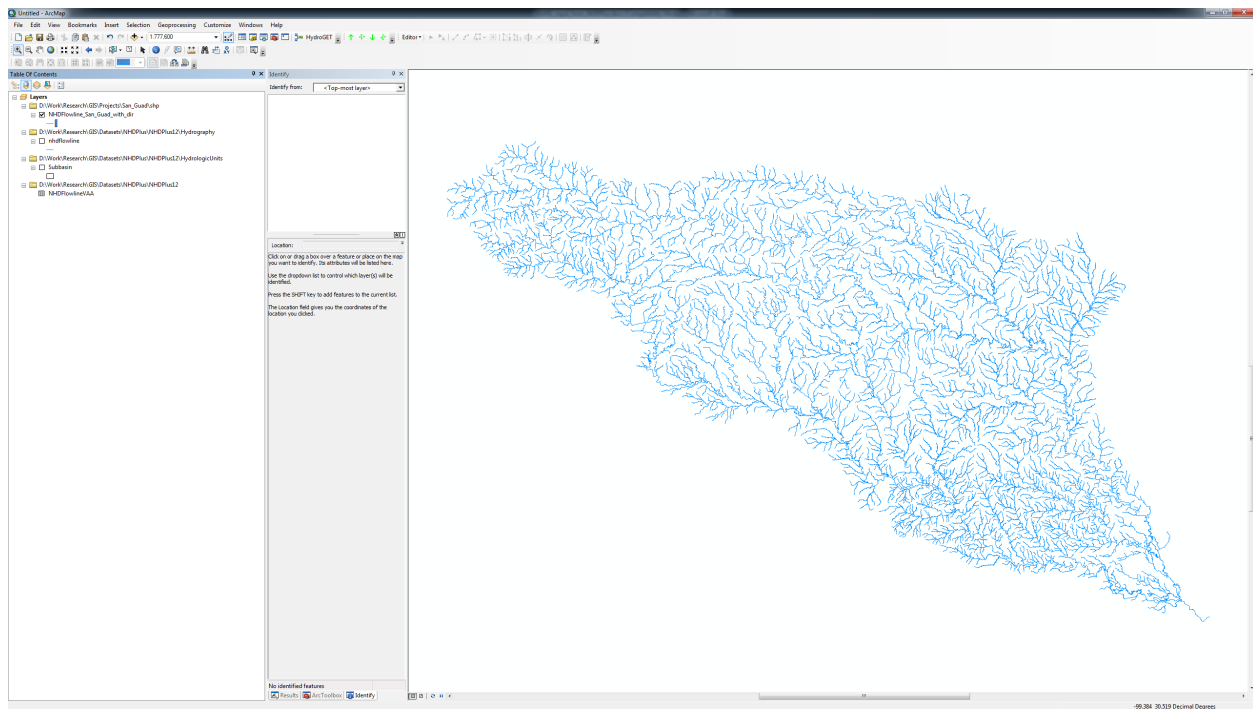 Untitled - ArcMap
File Edit View Bookmarks Insert Selection Geoprocessing Customize Windows Help
1:777,600
HydroGET
Editor
Table Of Contents
Layers
D:\Work\Research\GIS\Projects\San_Guad\shp
NHDFlowline_San_Guad_with_dir
D:\Work\Research\GIS\Datasets\NHDPlus\NHDPlus12\Hydrography
nhdflowline
D:\Work\Research\GIS\Datasets\NHDPlus\NHDPlus12\HydrologicUnits
Subbasin
D:\Work\Research\GIS\Datasets\NHDPlus\NHDPlus12
NHDFlowlineVAA
Identify
Identify from: <Top-most layer>
Location:
Click on or drag a box over a feature or place on the map
you want to identify. Its attributes will be listed here.
Use the dropdown list to control which layer(s) will be
identified.
Press the SHIFT key to add features to the current list.
The Location field gives you the coordinates of the
location you clicked.
No identified features
Results ArcToolbox Identify
-99.384 30.519 Decimal Degrees